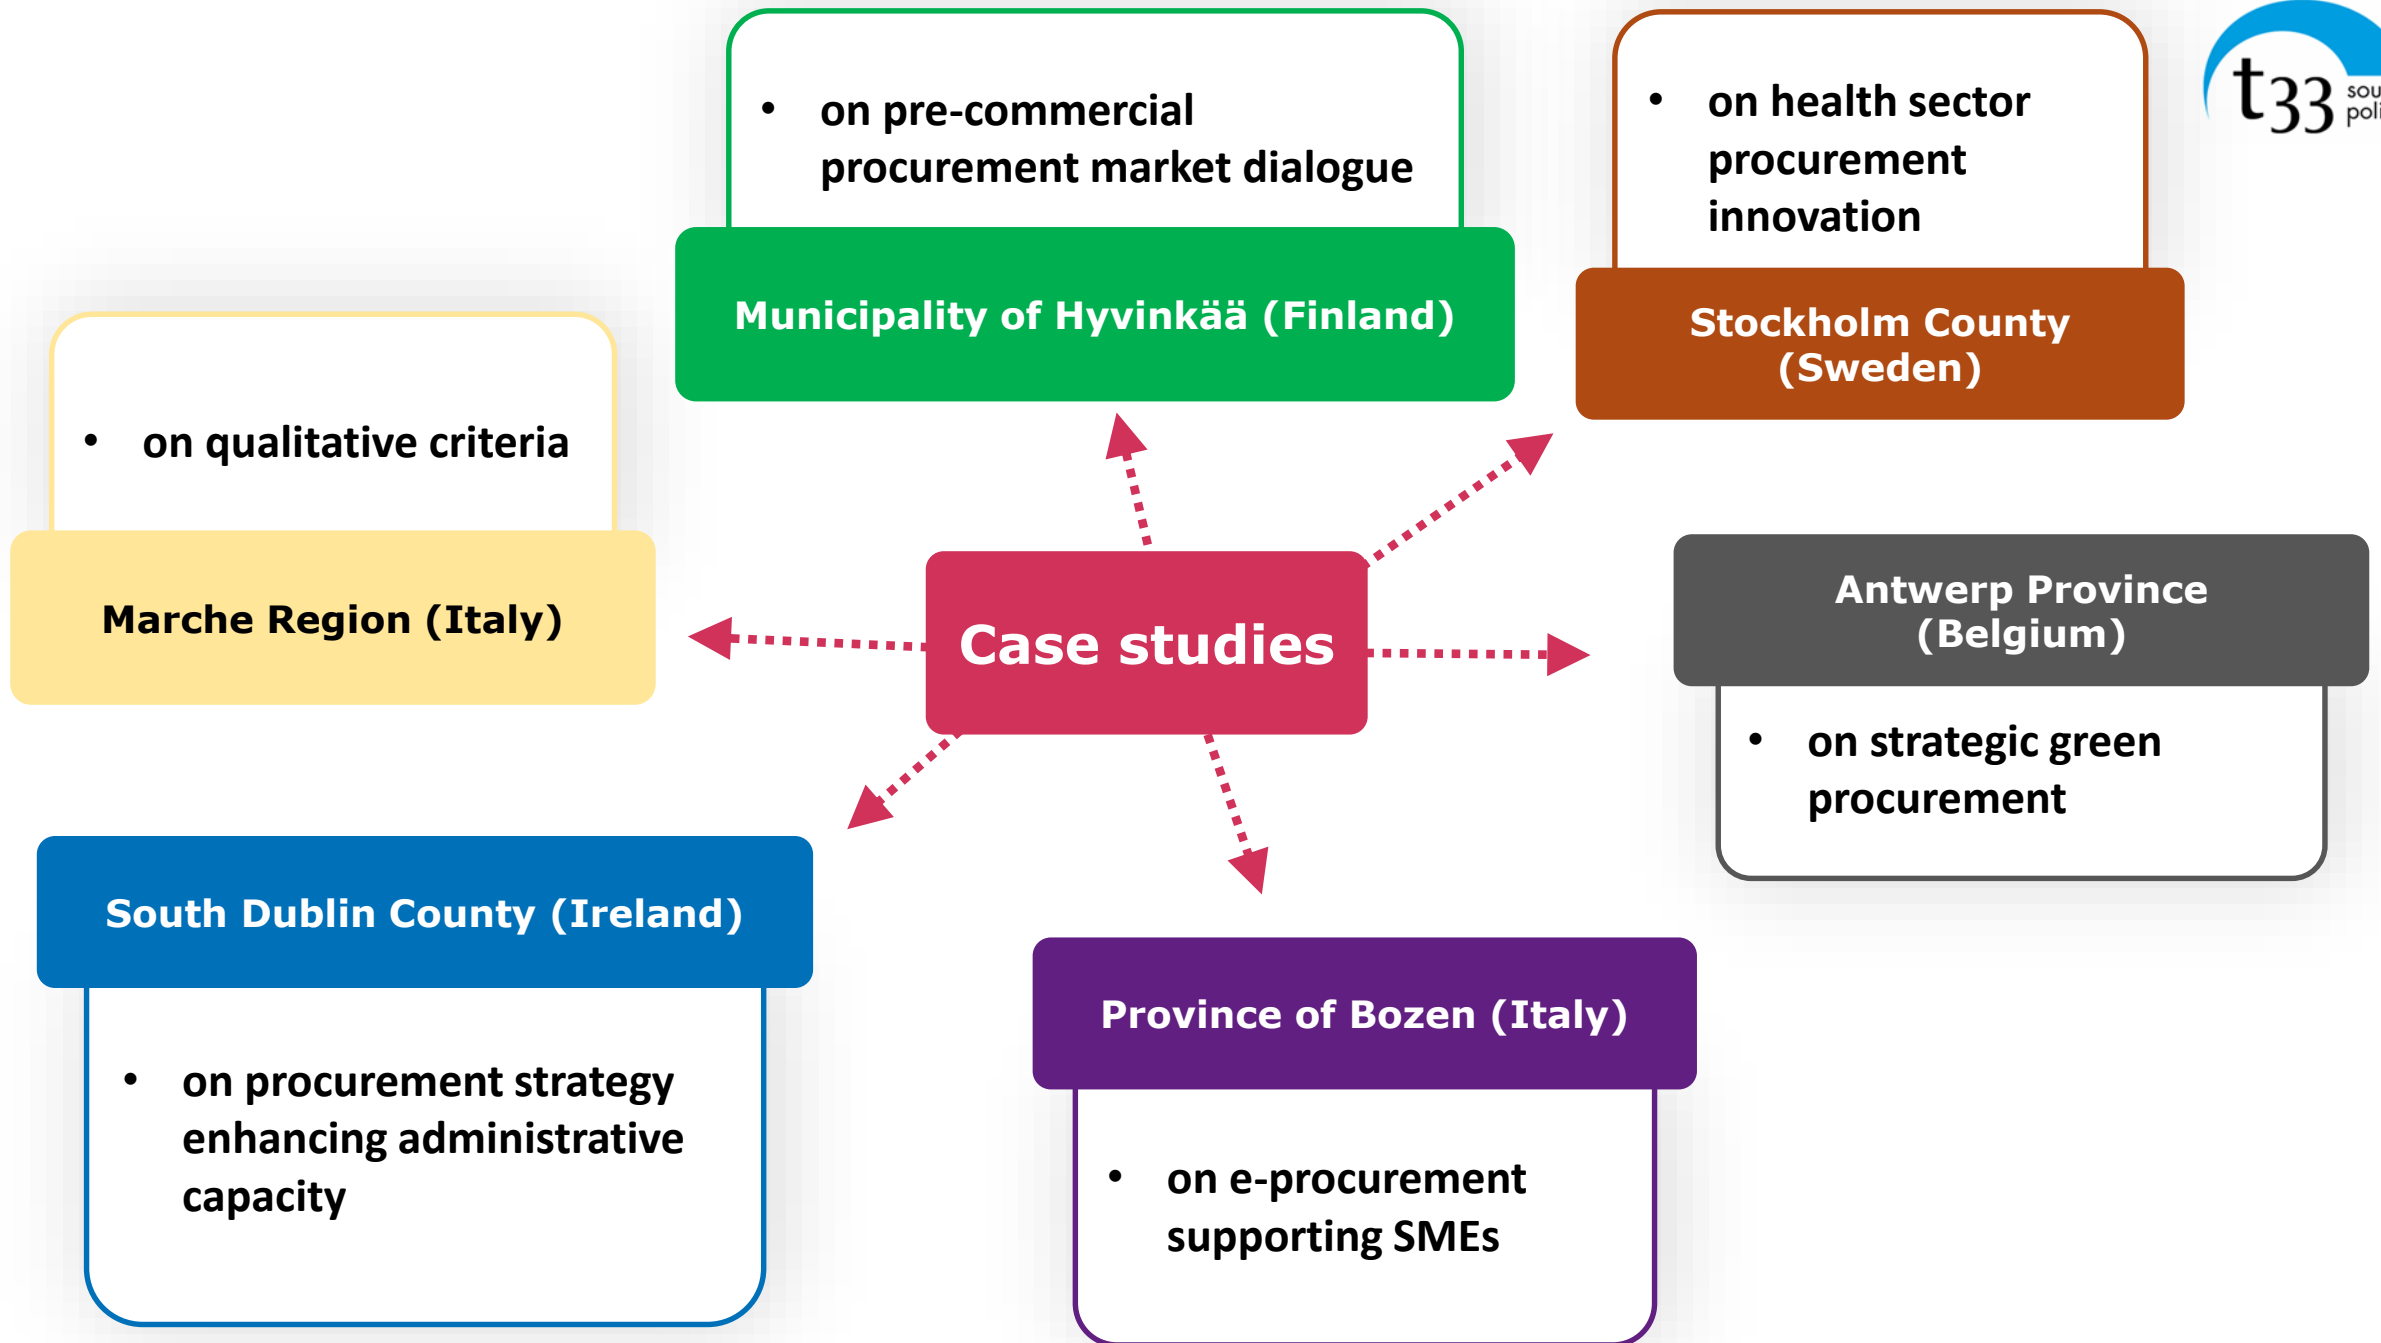 • on pre-commercial
procurement market dialogue
Municipality of Hyvinkää (Finland)
• on health sector
procurement
innovation
Stockholm County
(Sweden)
t33
• on qualitative criteria
Marche Region (Italy)
Case studies
Antwerp Province
(Belgium)
• on strategic green
procurement
South Dublin County (Ireland)
• on procurement strategy
enhancing administrative
capacity
Province of Bozen (Italy)
• on e-procurement
supporting SMEs